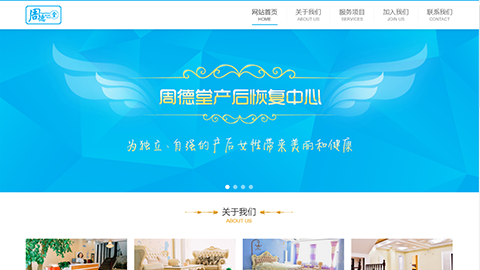 周德堂
网站首页 关于我们 服务项目 加入我们 联系我们
HOME ABOUT US SERVICES JOIN US CONTACT
周德堂产后恢复中心
为独立、自强的产后女性带来美丽和健康
关于我们
ABOUT US